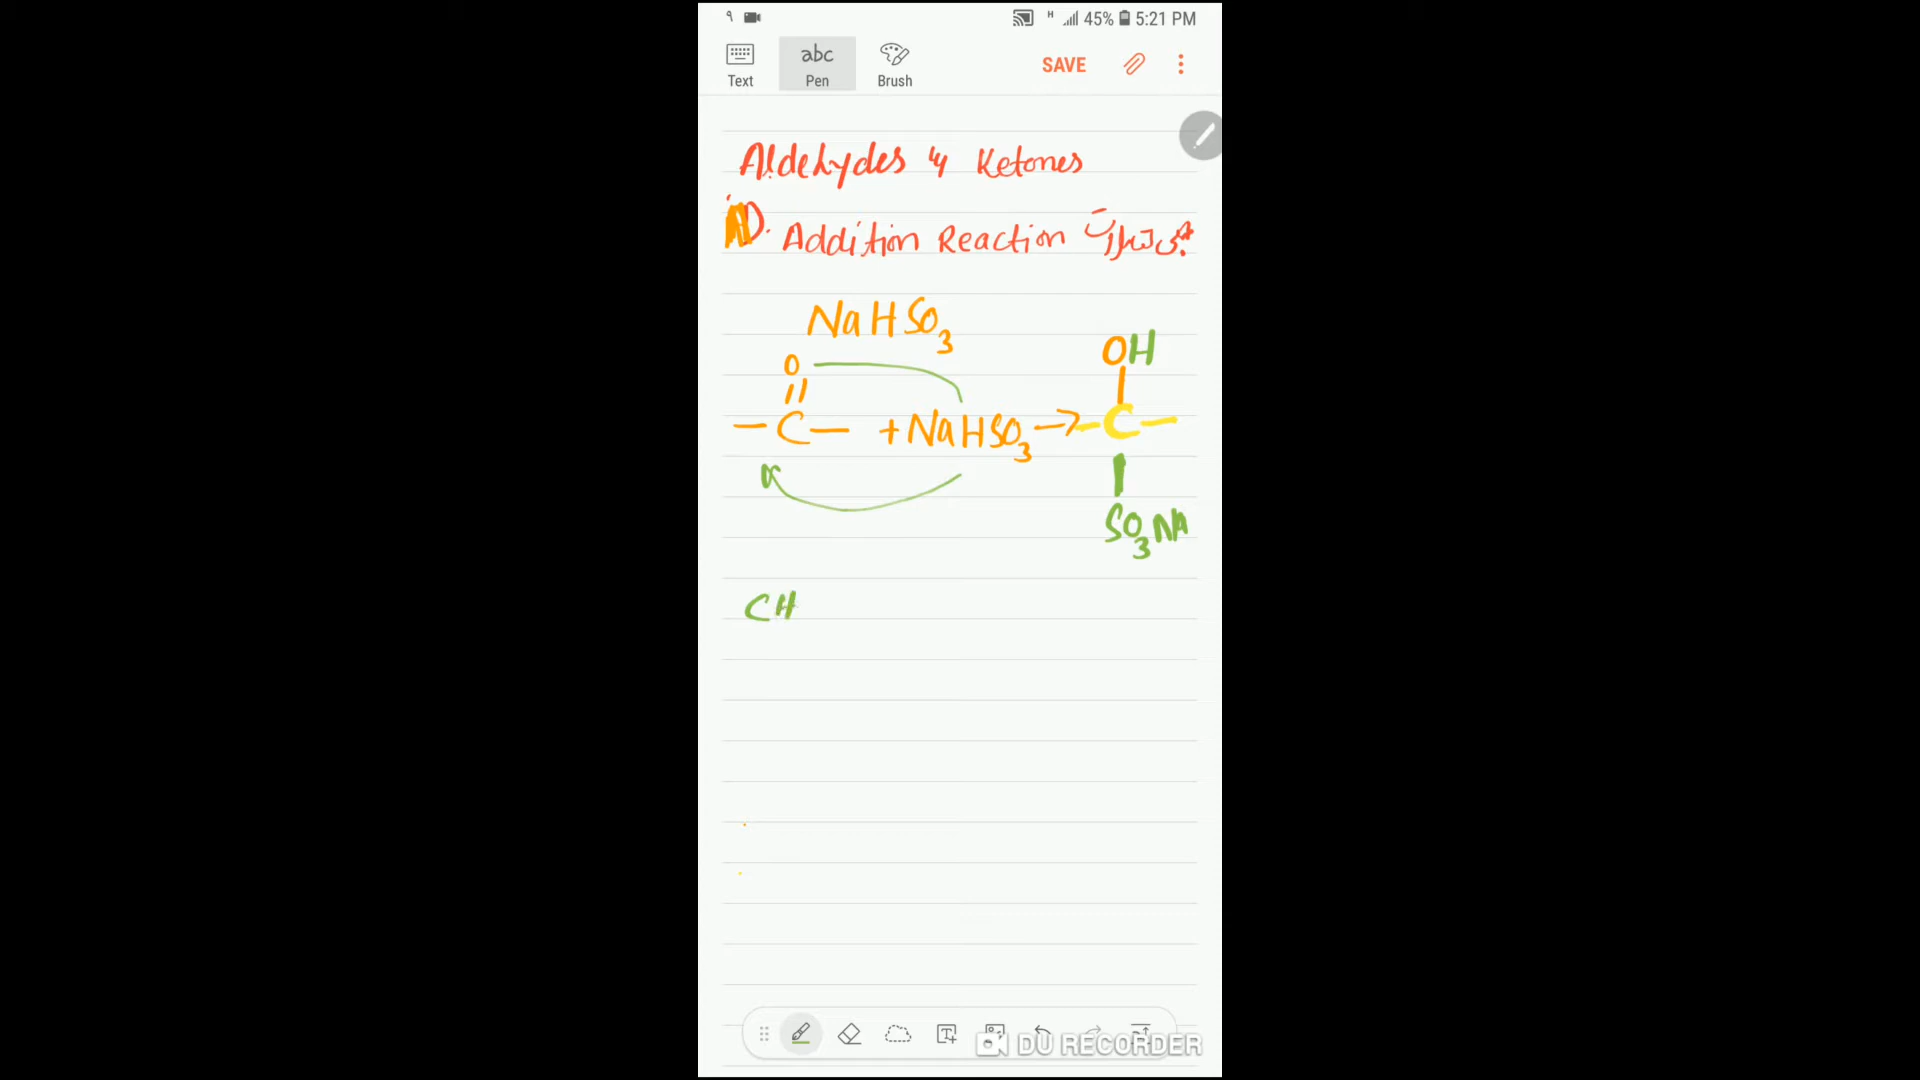 ٩ H 45% 5:21 PM
Text
abc
Pen
Brush
SAVE
Aldehydes & Ketones
Addition Reaction
NaHSO3
O OH
-C- +NaHSO3 → -C-
SO3NA
CH
DU RECORDER